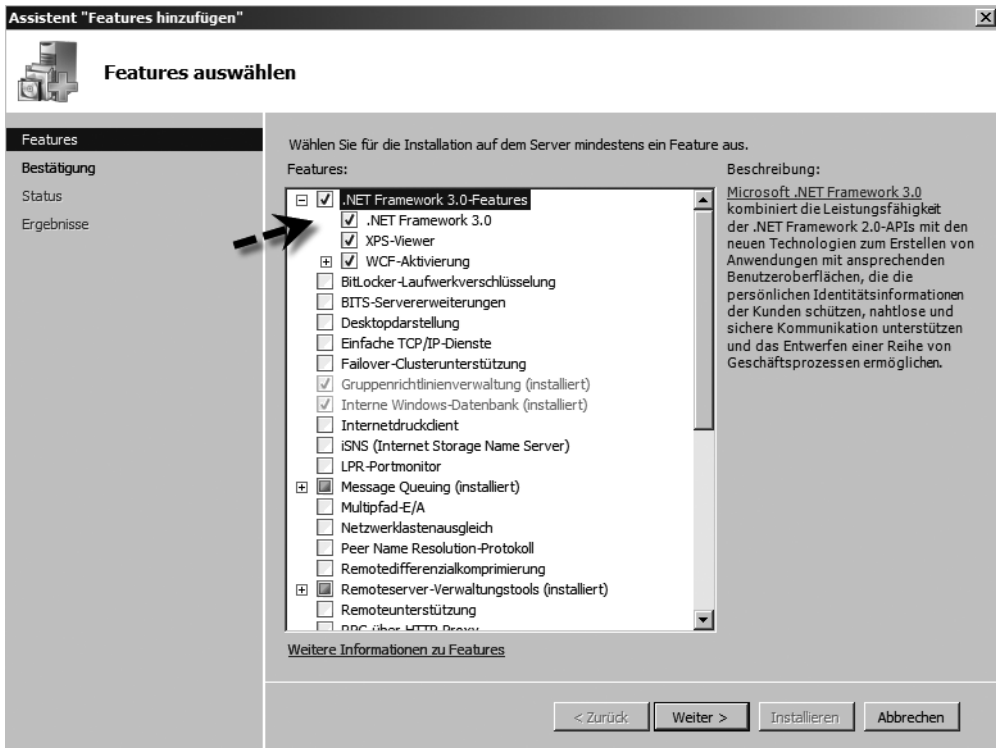 Assistent "Features hinzufügen"
Features auswählen
Features
Bestätigung
Status
Ergebnisse
Wählen Sie für die Installation auf dem Server mindestens ein Feature aus.
Features:
.NET Framework 3.0-Features
.NET Framework 3.0
XPS-Viewer
WCF-Aktivierung
BitLocker-Laufwerkverschlüsselung
BITS-Servererweiterungen
Desktopdarstellung
Einfache TCP/IP-Dienste
Failover-Clusterunterstützung
Gruppenrichtlinienverwaltung (installiert)
Interne Windows-Datenbank (installiert)
Internetdruckclient
iSNS (Internet Storage Name Server)
LPR-Portmonitor
Message Queuing (installiert)
Multipfad-E/A
Netzwerklastenausgleich
Peer Name Resolution-Protokoll
Remotedifferenzialkomprimierung
Remoteserver-Verwaltungstools (installiert)
Remoteunterstützung
RPC über HTTP-Proxy
Weitere Informationen zu Features
Beschreibung:
Microsoft .NET Framework 3.0
kombiniert die Leistungsfähigkeit
der .NET Framework 2.0-APIs mit den
neuen Technologien zum Erstellen von
Anwendungen mit ansprechenden
Benutzeroberflächen, die die
persönlichen Identitätsinformationen
der Kunden schützen, nahtlose und
sichere Kommunikation unterstützen
und das Entwerfen einer Reihe von
Geschäftsprozessen ermöglichen.
< Zurück
Weiter >
Installieren
Abbrechen